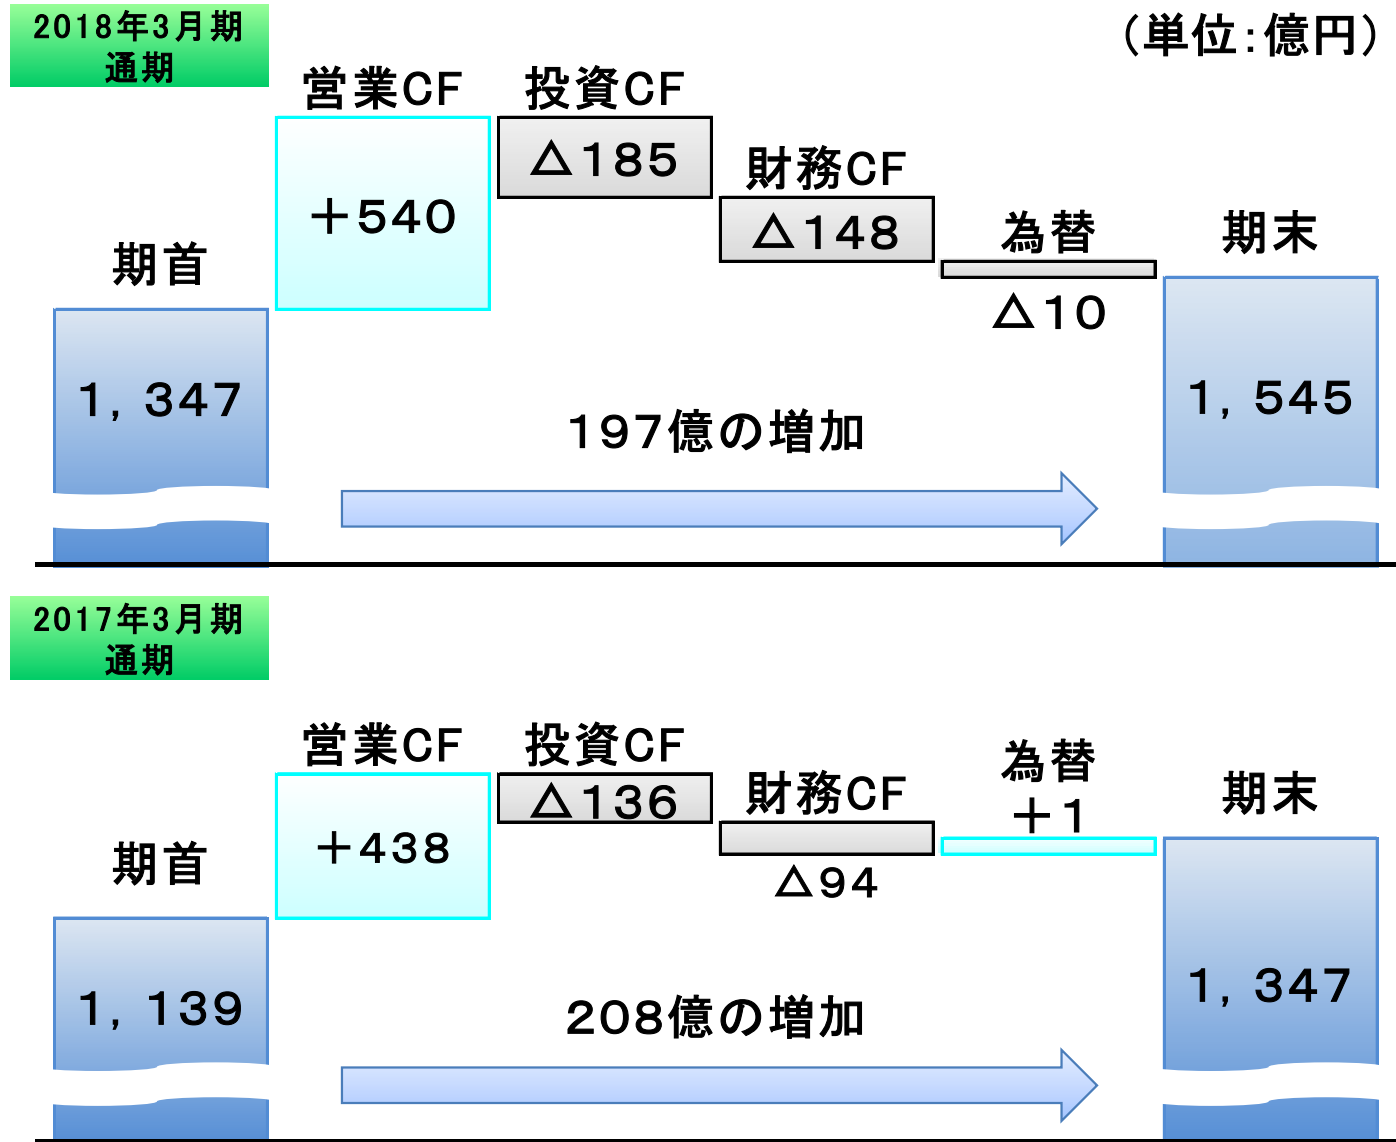 2018年3月期
通期
（単位：億円）
営業CF
投資CF
△185
財務CF
＋540
△148
為替
期末
期首
△10
1，347
1，545
197億の増加
2017年3月期
通期
営業CF
投資CF
為替
△136
財務CF
＋1
期末
＋438
期首
△94
1，139
1，347
208億の増加